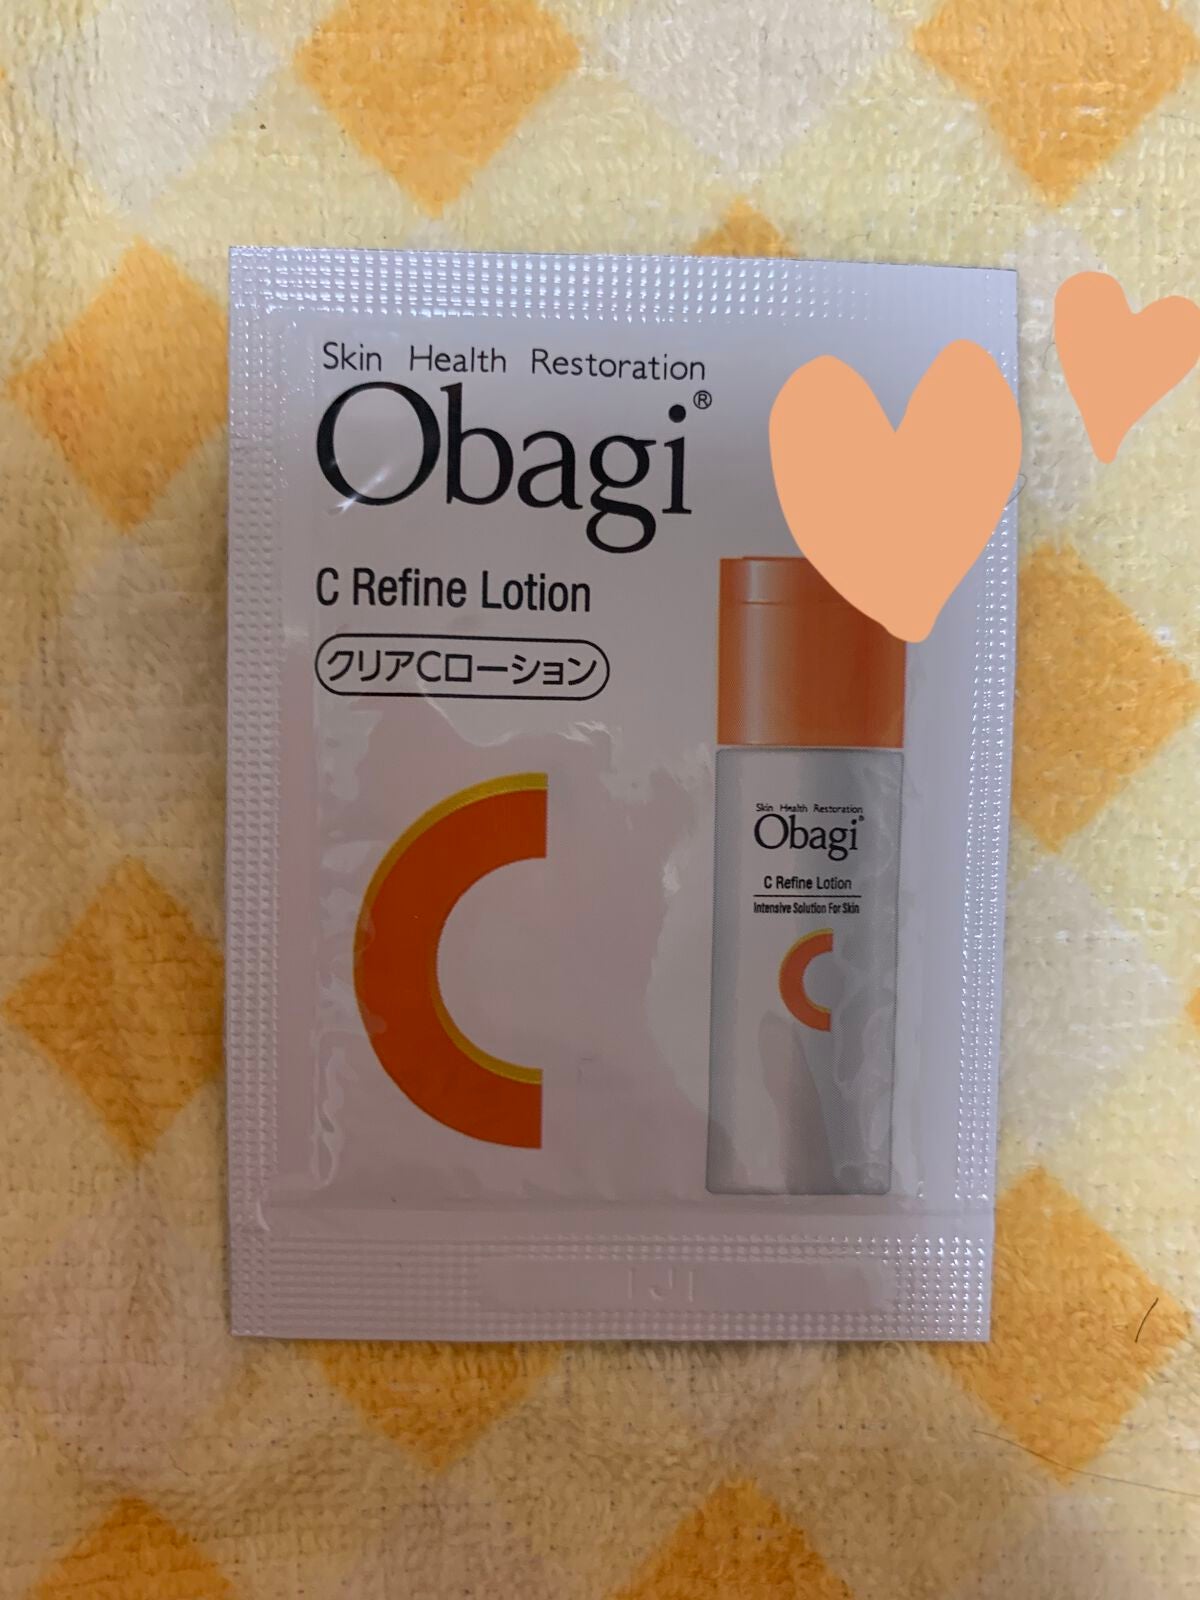 Skin Health Restoration
Obagi®
C Refine Lotion
クリアCローション
Skin Health Restoration
Obagi®
C Refine Lotion
Intensive Solution For Skin